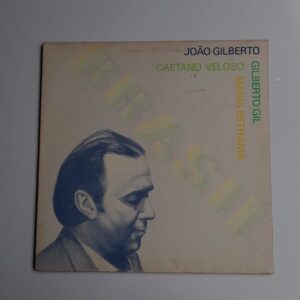 JOÃO GILBERTO
CAETANO VELOSO
GILBERTO GIL
MARIA BETHÂNIA
BRASIL